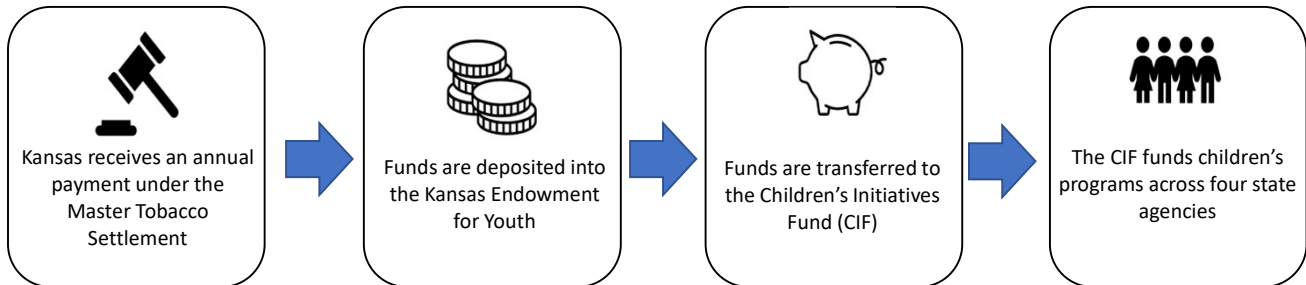 Kansas receives an annual
payment under the
Master Tobacco
Settlement
Funds are deposited into
the Kansas Endowment
for Youth
Funds are transferred to
the Children’s Initiatives
Fund (CIF)
The CIF funds children’s
programs across four state
agencies